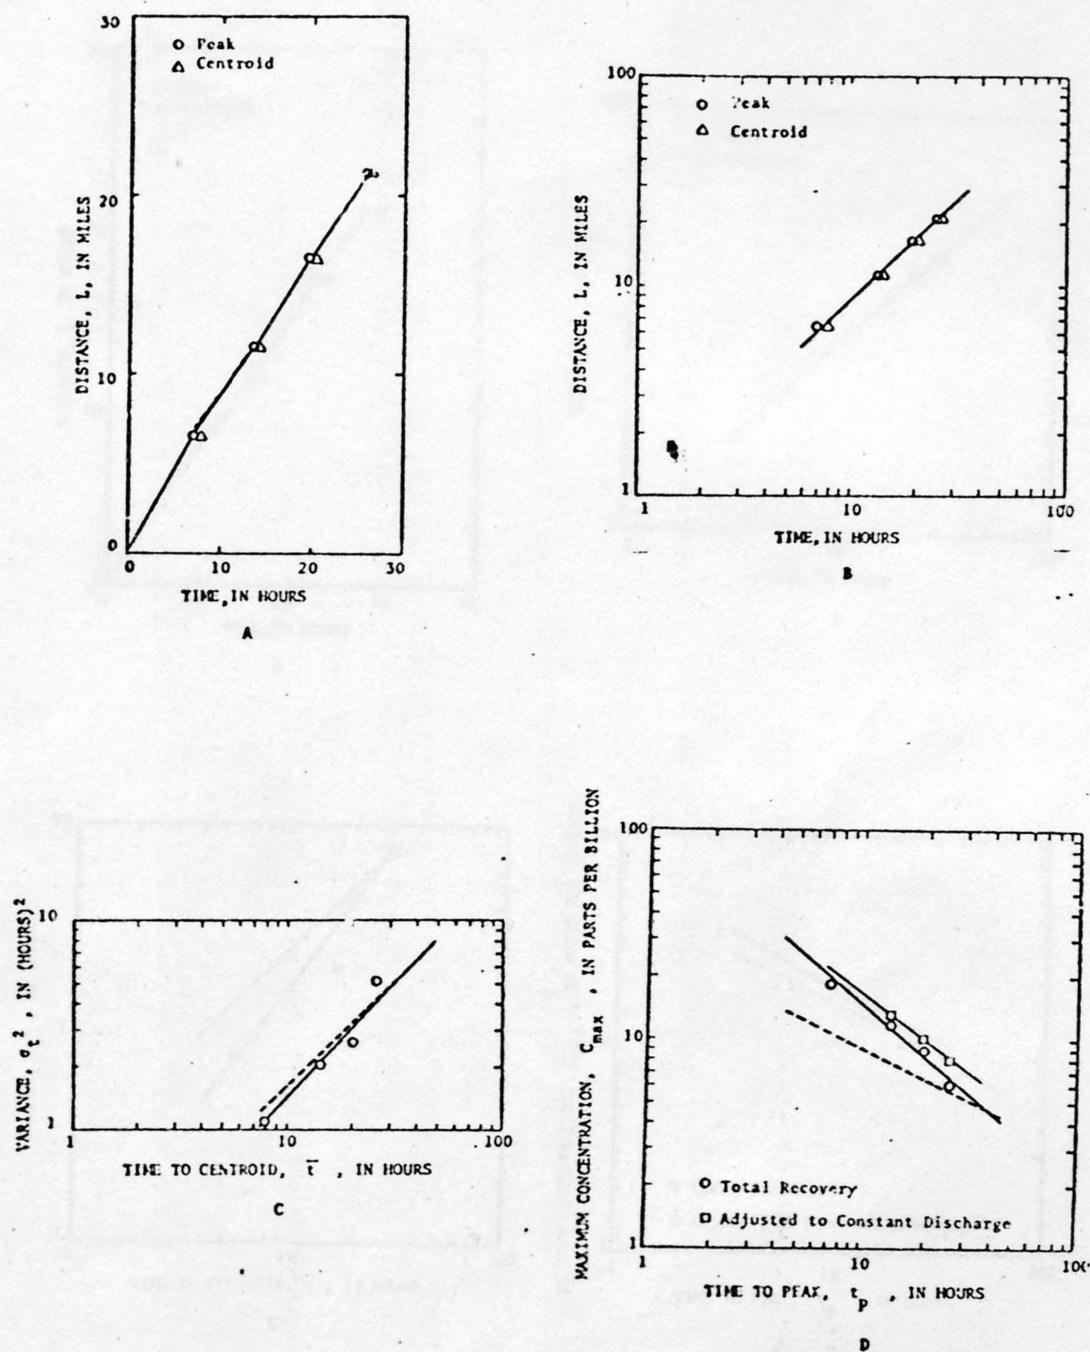 30
20
10
0
0 10 20 30
DISTANCE, L, IN MILES
Peak
Centroid
TIME, IN HOURS
A
100
10
1
1 10 100
DISTANCE, L, IN MILES
Peak
Centroid
TIME, IN HOURS
B
10
1
1 10 100
VARIANCE, σt², IN (HOURS)²
TIME TO CENTROID, t̅ , IN HOURS
C
100
10
1
1 10
MAXIMUM CONCENTRATION, Cmax , IN PARTS PER BILLION
Total Recovery
Adjusted to Constant Discharge
TIME TO PEAK, tp , IN HOURS
D